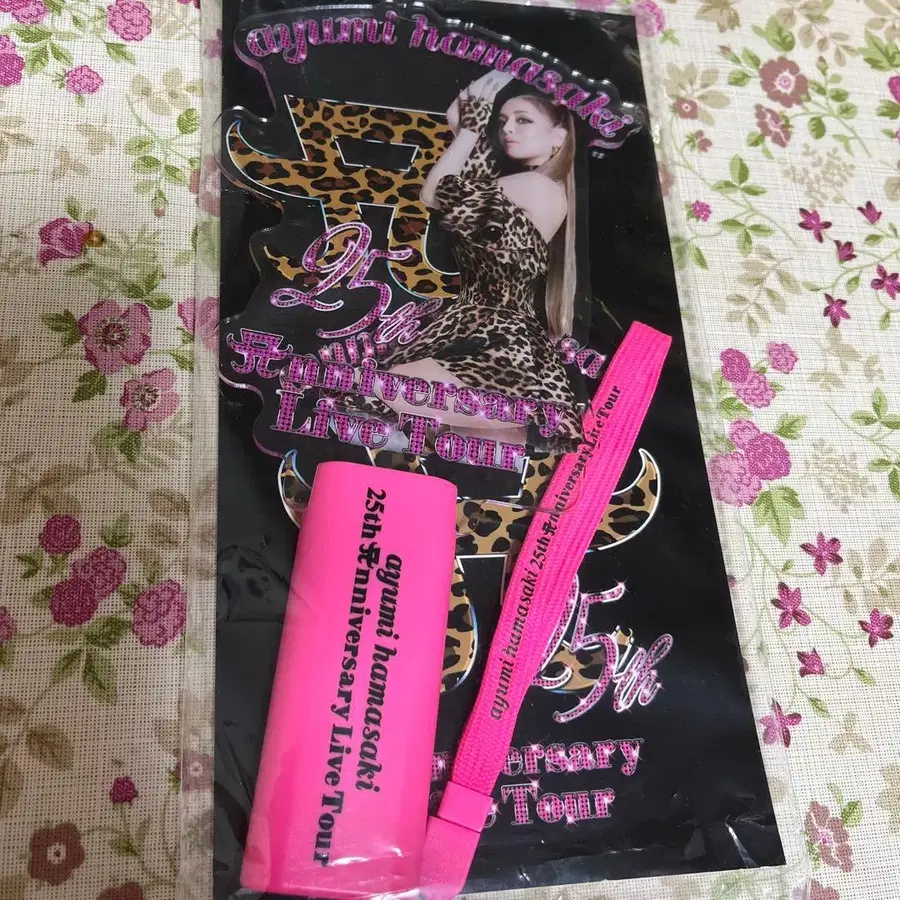 ayumi hamasaki
25th
Anniversary
Live Tour
ayumi hamasaki
25th Anniversary Live Tour
ayumi hamasaki 25th Anniversary Live Tour
25th
Tour